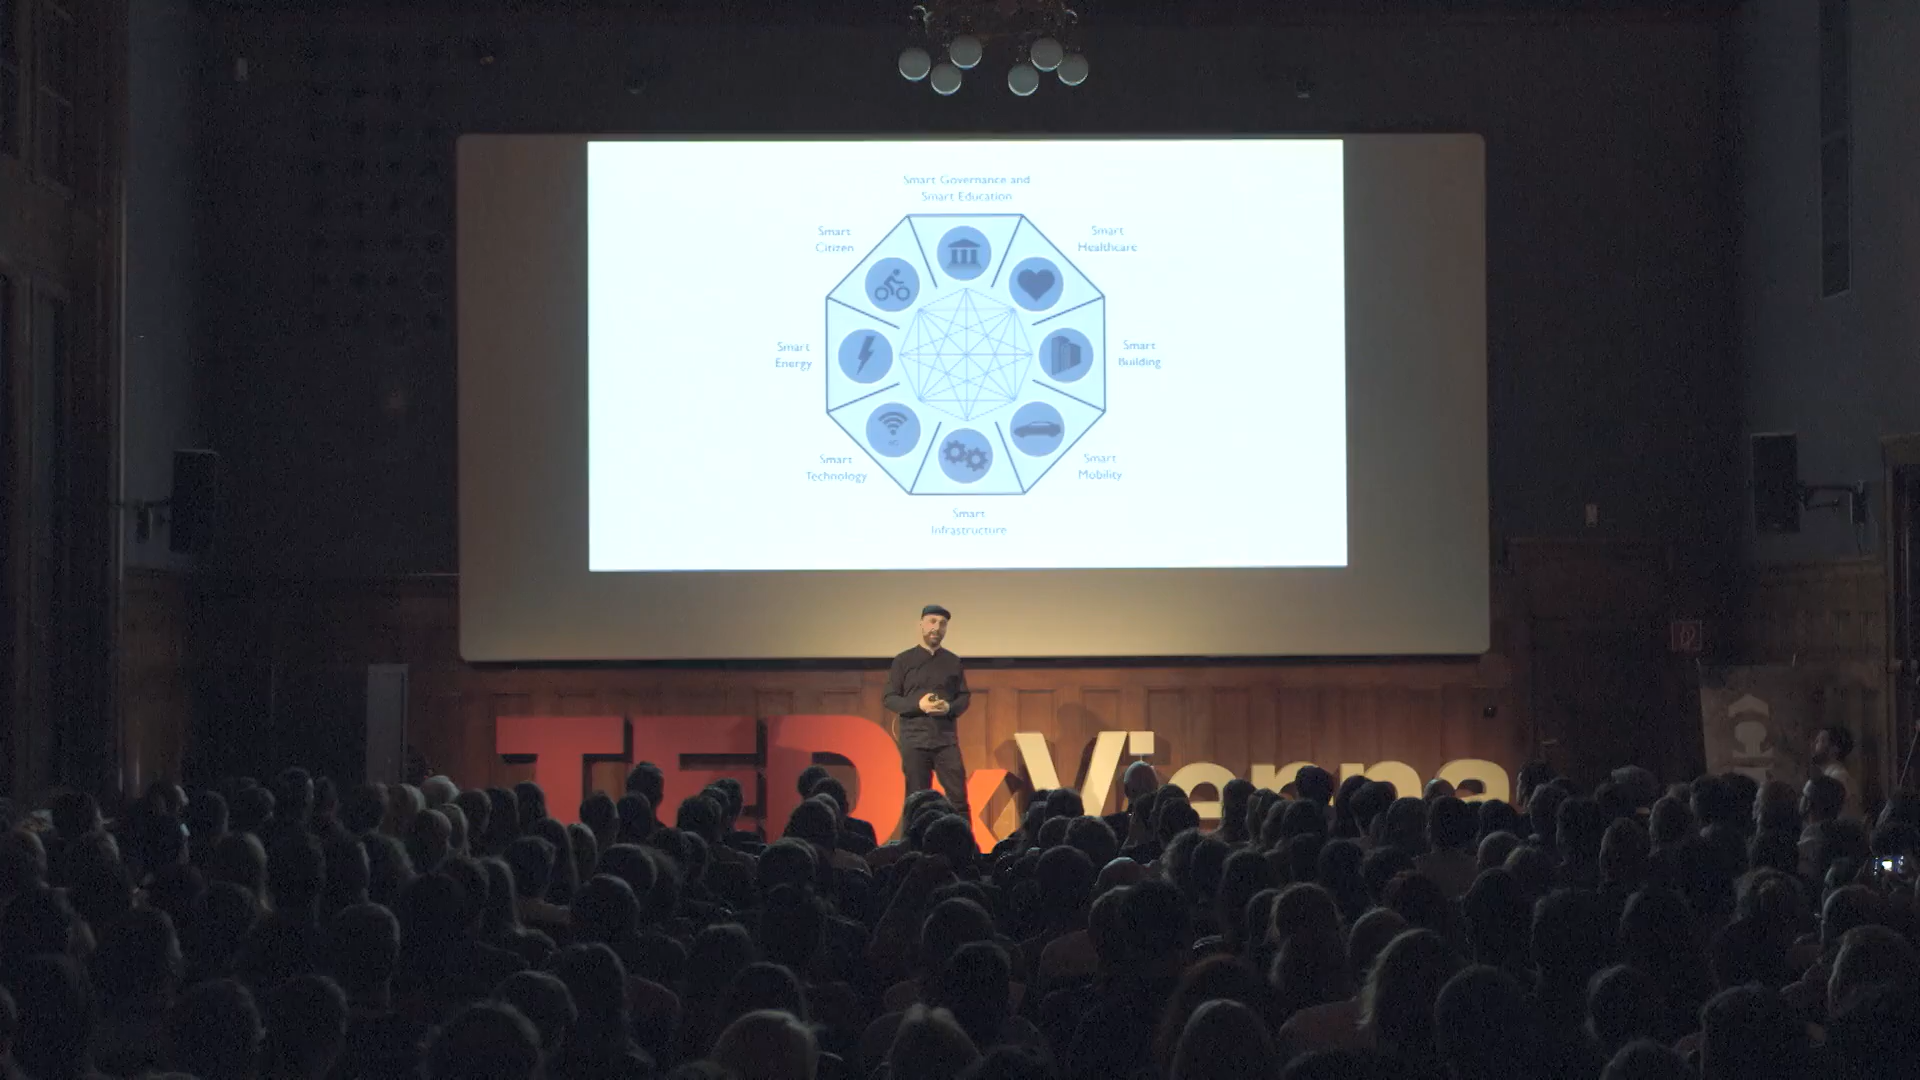 Smart Governance and
Smart Education
Smart
Citizen
Smart
Healthcare
Smart
Energy
Smart
Building
Smart
Technology
Smart
Mobility
Smart
Infrastructure
TEDxVienna